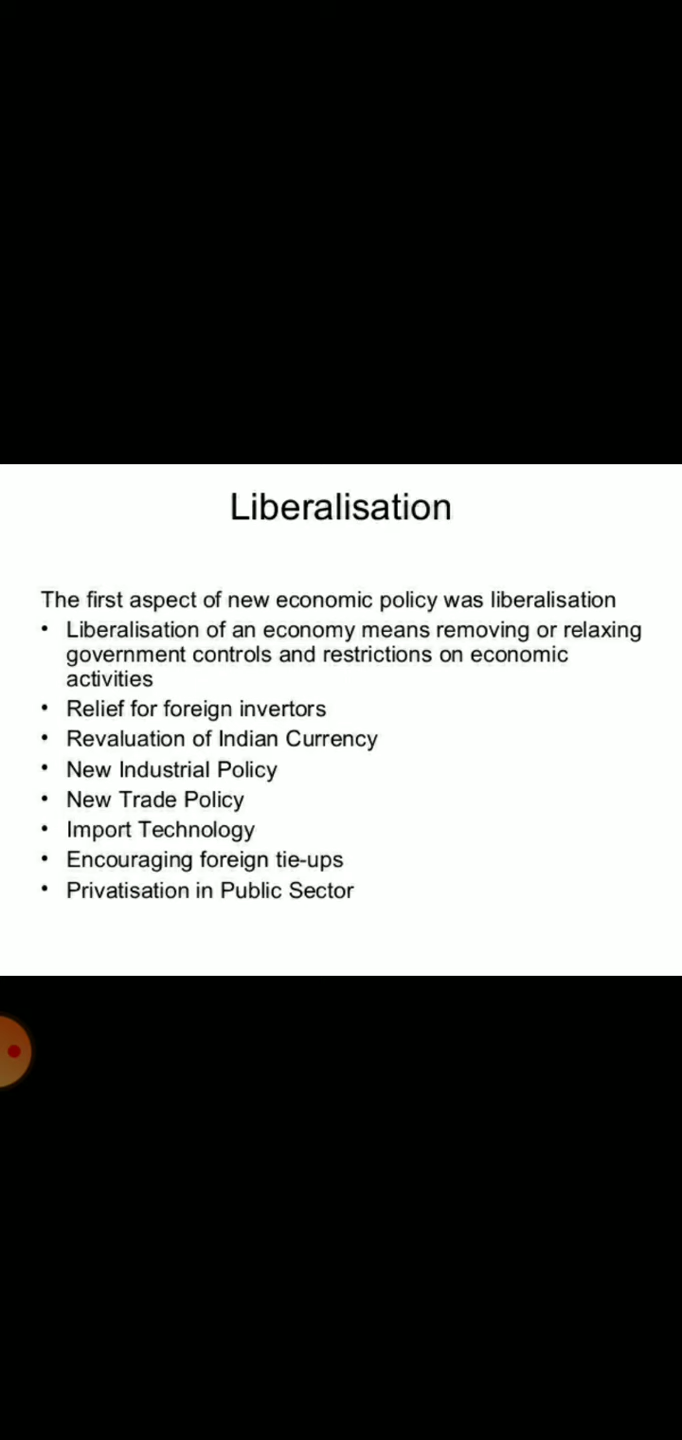 Liberalisation
The first aspect of new economic policy was liberalisation
• Liberalisation of an economy means removing or relaxing
government controls and restrictions on economic
activities
• Relief for foreign invertors
• Revaluation of Indian Currency
• New Industrial Policy
• New Trade Policy
• Import Technology
• Encouraging foreign tie-ups
• Privatisation in Public Sector